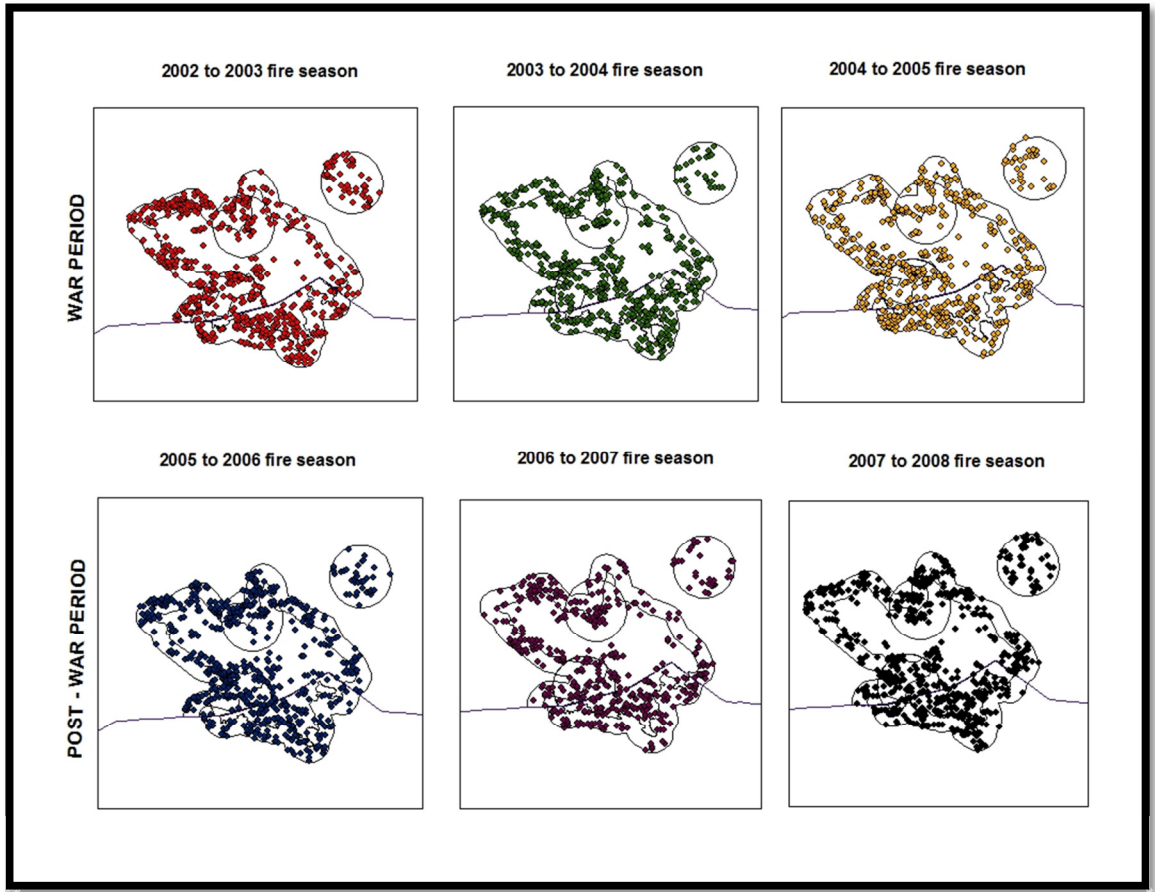 2002 to 2003 fire season
2003 to 2004 fire season
2004 to 2005 fire season
WAR PERIOD
2005 to 2006 fire season
2006 to 2007 fire season
2007 to 2008 fire season
POST - WAR PERIOD